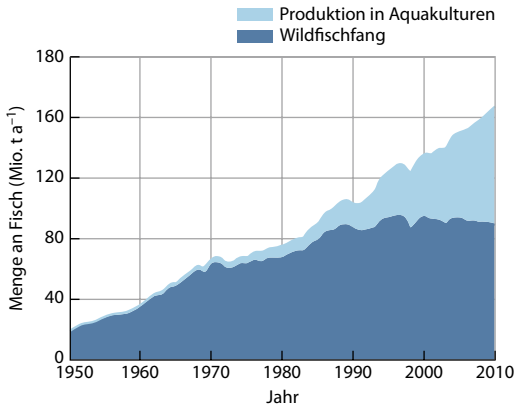 Produktion in Aquakulturen
Wildfischfang
Menge an Fisch (Mio. t a⁻¹)
180
160
120
80
40
0
1950 1960 1970 1980 1990 2000 2010
Jahr